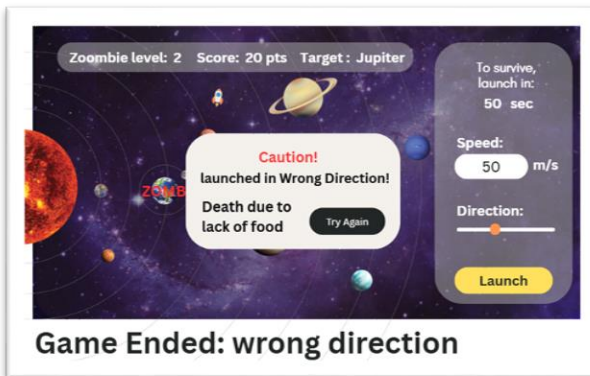 Zoombie level: 2 Score: 20 pts Target : Jupiter
To survive,
launch in:
50 sec
Speed:
50 m/s
Direction:
Launch
ZOMB
Caution!
launched in Wrong Direction!
Death due to
lack of food
Try Again
Game Ended: wrong direction